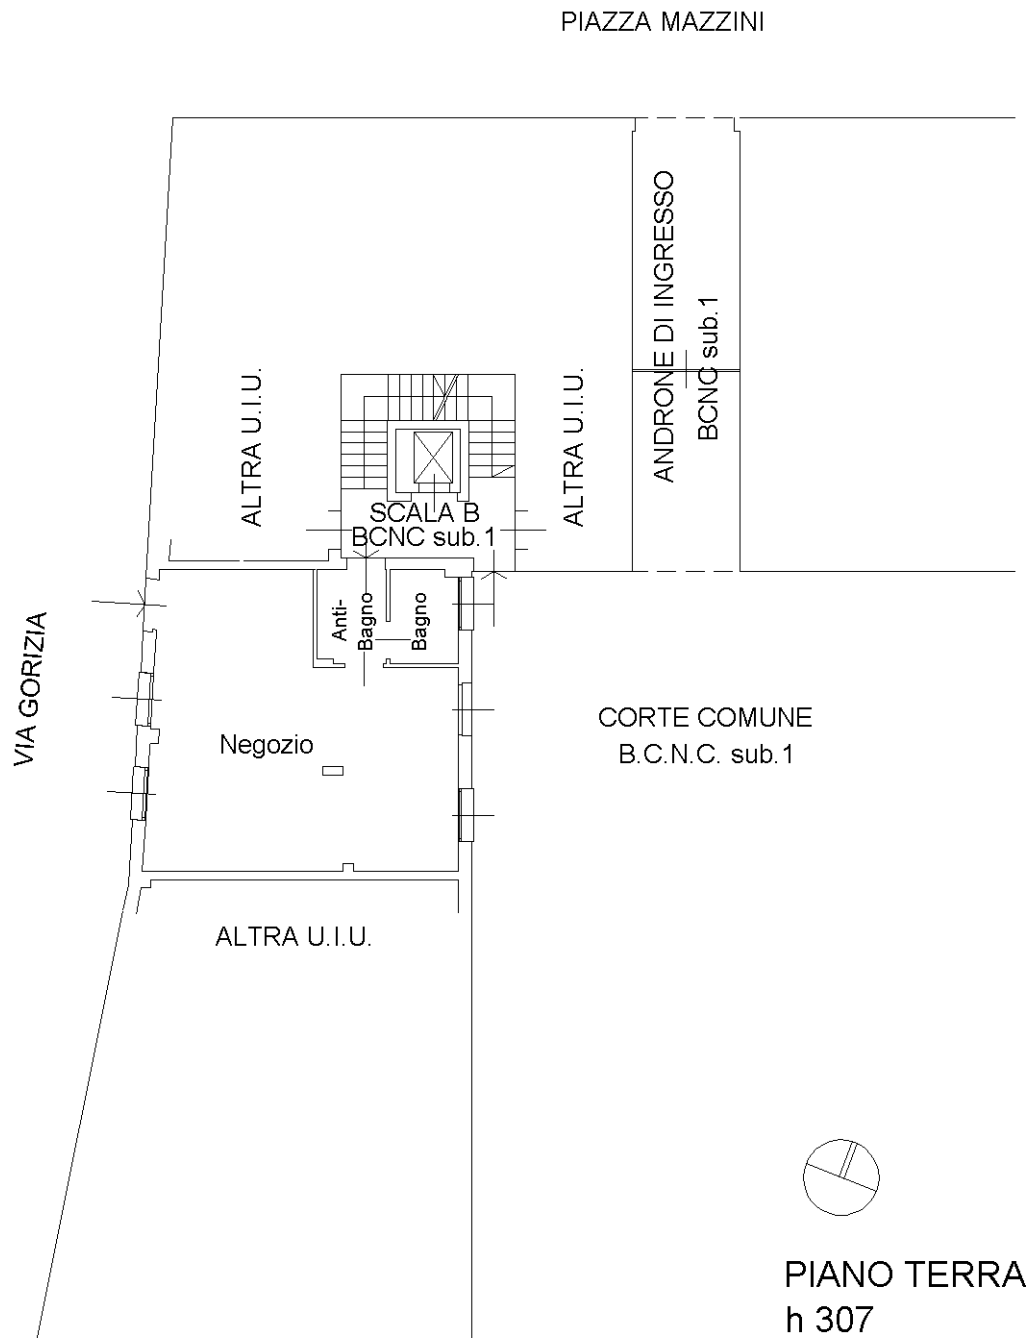 PIAZZA MAZZINI
ANDRONE DI INGRESSO
BCNC sub.1
ALTRA U.I.U.
ALTRA U.I.U.
SCALA B
BCNC sub.1
Anti-
Bagno
Bagno
VIA GORIZIA
Negozio
CORTE COMUNE
B.C.N.C. sub.1
ALTRA U.I.U.
PIANO TERRA
h 307